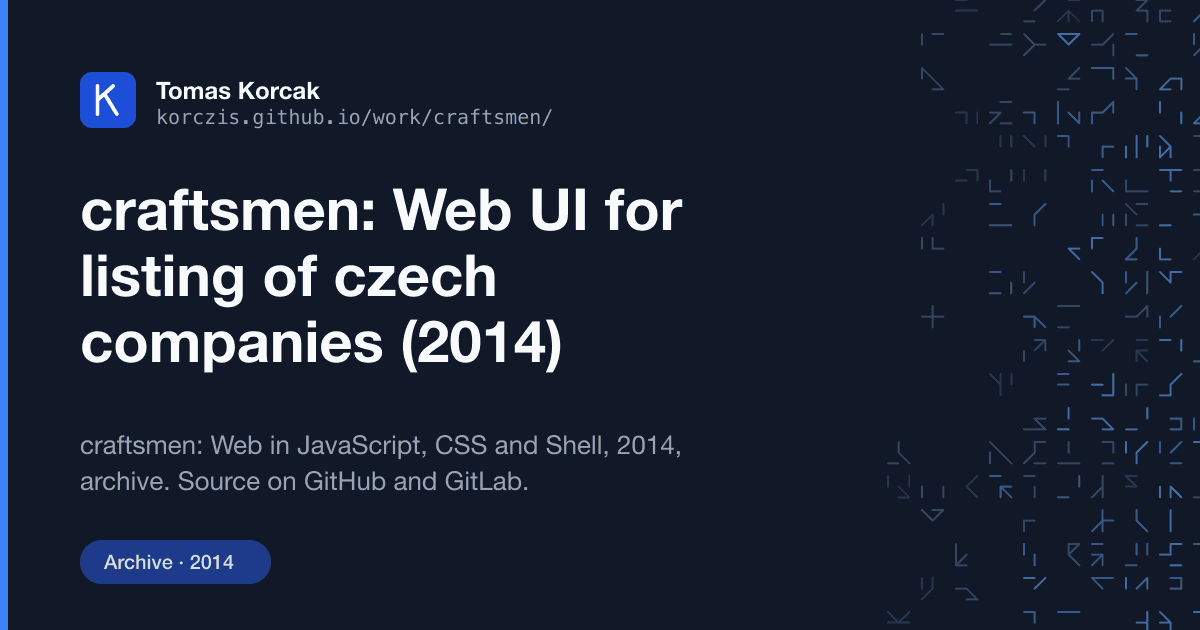 K
Tomas Korcak
korczis.github.io/work/craftsmen/
craftsmen: Web UI for
listing of czech
companies (2014)
craftsmen: Web in JavaScript, CSS and Shell, 2014,
archive. Source on GitHub and GitLab.
Archive · 2014